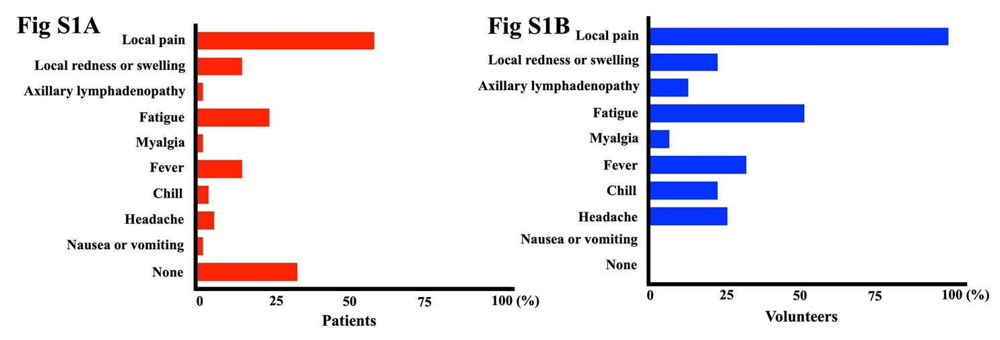 Fig S1A
Local pain
Local redness or swelling
Axillary lymphadenopathy
Fatigue
Myalgia
Fever
Chill
Headache
Nausea or vomiting
None
0 25 50 75 100 (%)
Patients
Fig S1B
Local pain
Local redness or swelling
Axillary lymphadenopathy
Fatigue
Myalgia
Fever
Chill
Headache
Nausea or vomiting
None
0 25 50 75 100 (%)
Volunteers